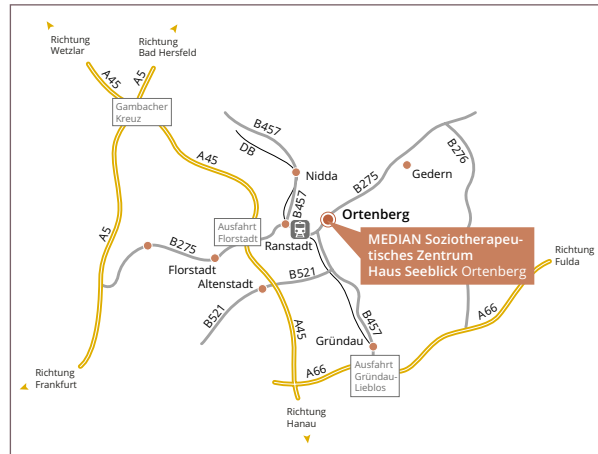 Richtung
Wetzlar
Richtung
Bad Hersfeld
A45
A5
Gambacher
Kreuz
B457
DB
A45
B276
Nidda
B275
Gedern
B457
A5
Ausfahrt
Florstadt
Ortenberg
Ranstadt
MEDIAN Soziotherapeu-
tisches Zentrum
Haus Seeblick Ortenberg
B275
Florstadt
Richtung
Fulda
B521
Altenstadt
B521
A45
B457
A66
Gründau
Richtung
Frankfurt
A66
Ausfahrt
Gründau-
Lieblos
Richtung
Hanau